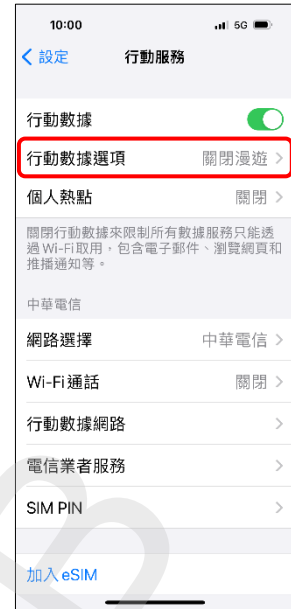 10:00 5G
設定 行動服務
行動數據
行動數據選項 關閉漫遊
個人熱點 關閉
關閉行動數據來限制所有數據服務只能透
過 Wi-Fi 取用，包含電子郵件、瀏覽網頁和
推播通知等。
中華電信
網路選擇 中華電信
Wi-Fi 通話 關閉
行動數據網路
電信業者服務
SIM PIN
加入 eSIM